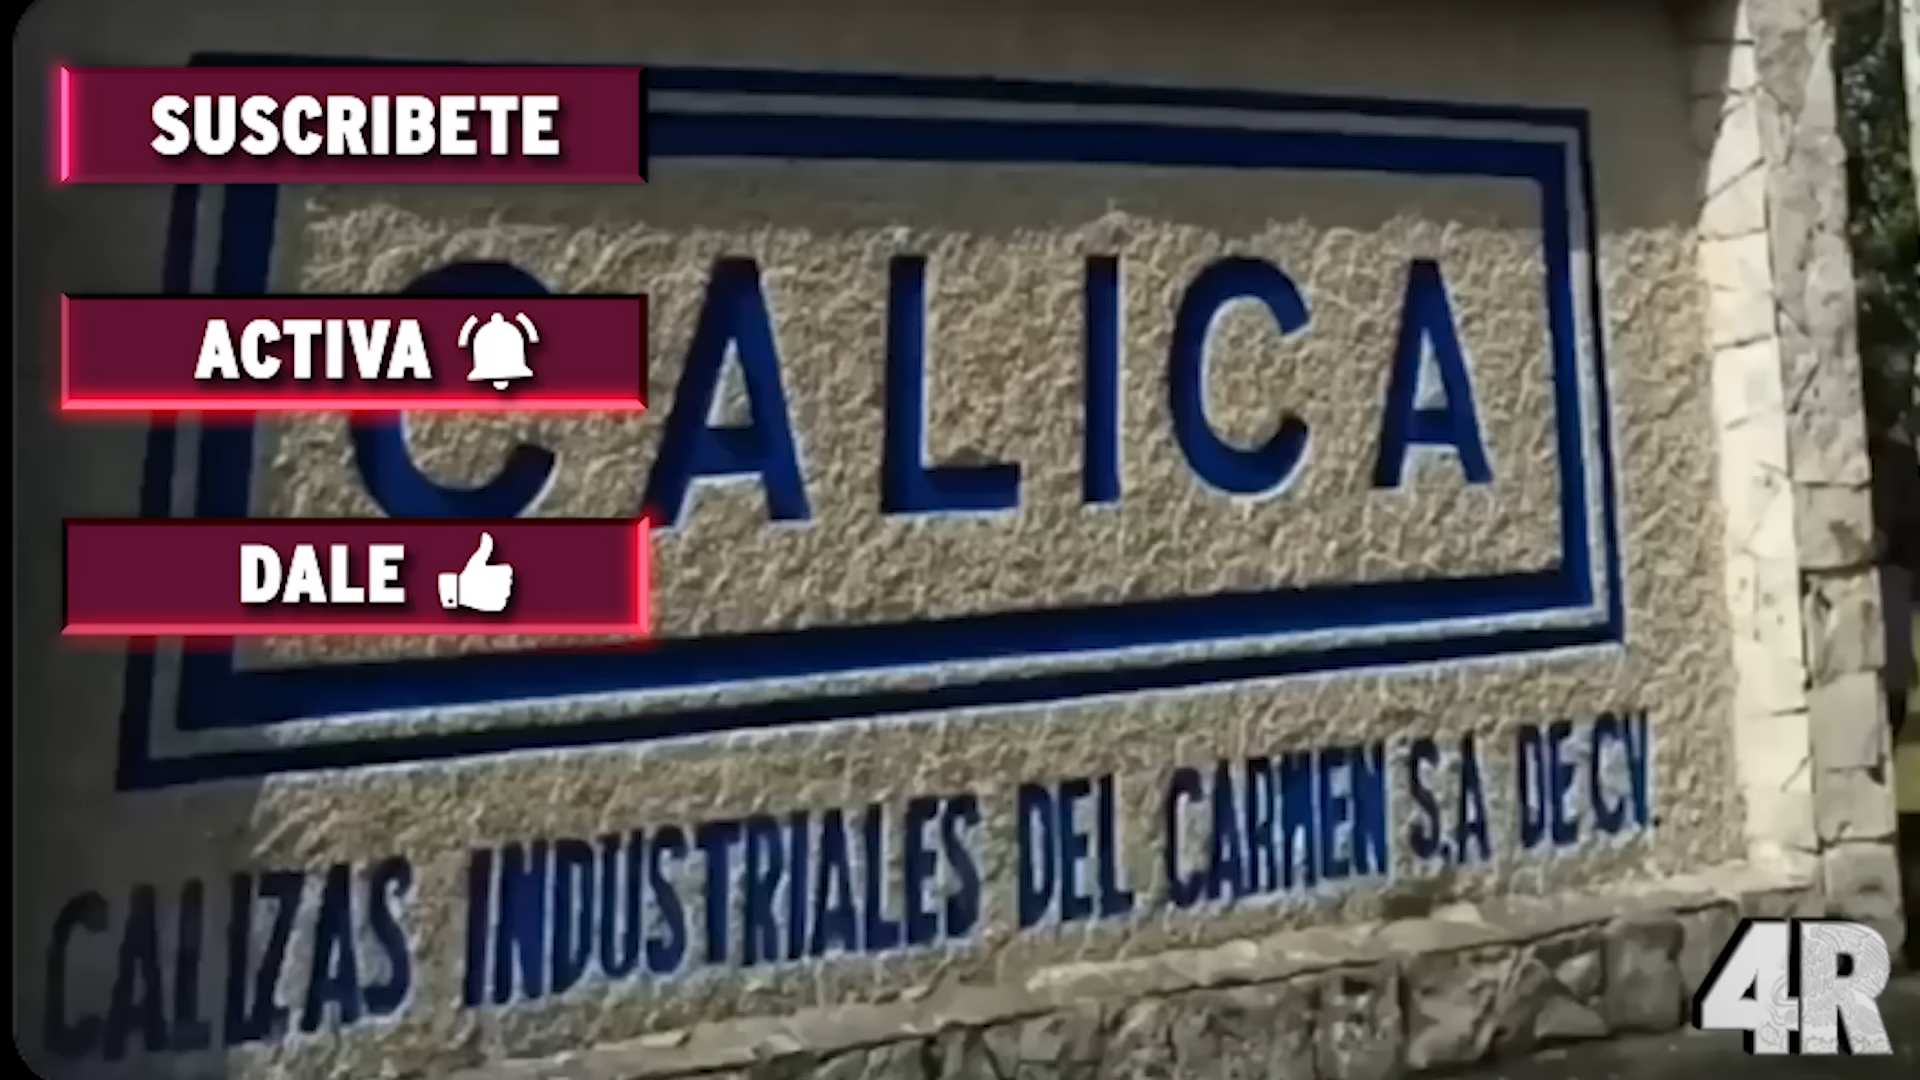 SUSCRIBETE
ACTIVA
DALE
CALICA
CALIZAS INDUSTRIALES DEL CARMEN S.A DE CV.
4R